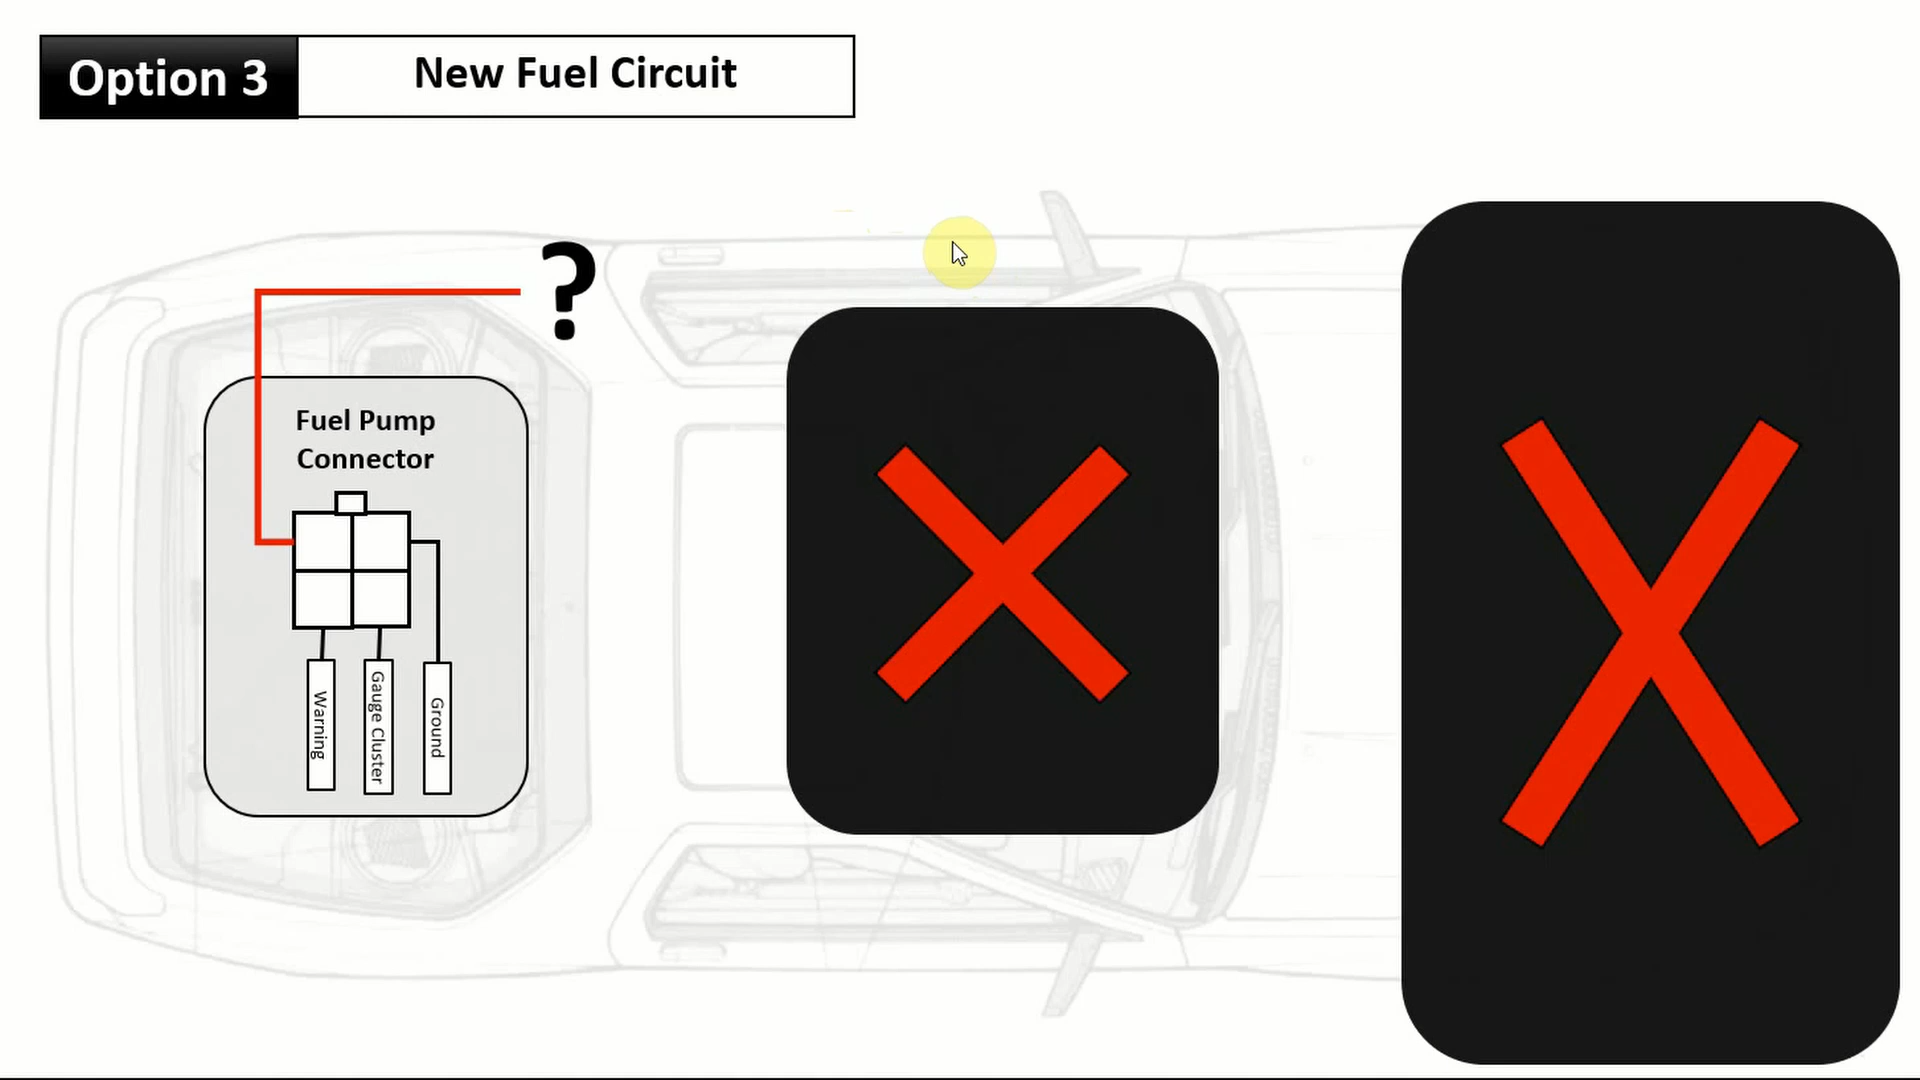 Option 3
New Fuel Circuit
?
Fuel Pump
Connector
Warning
Gauge Cluster
Ground